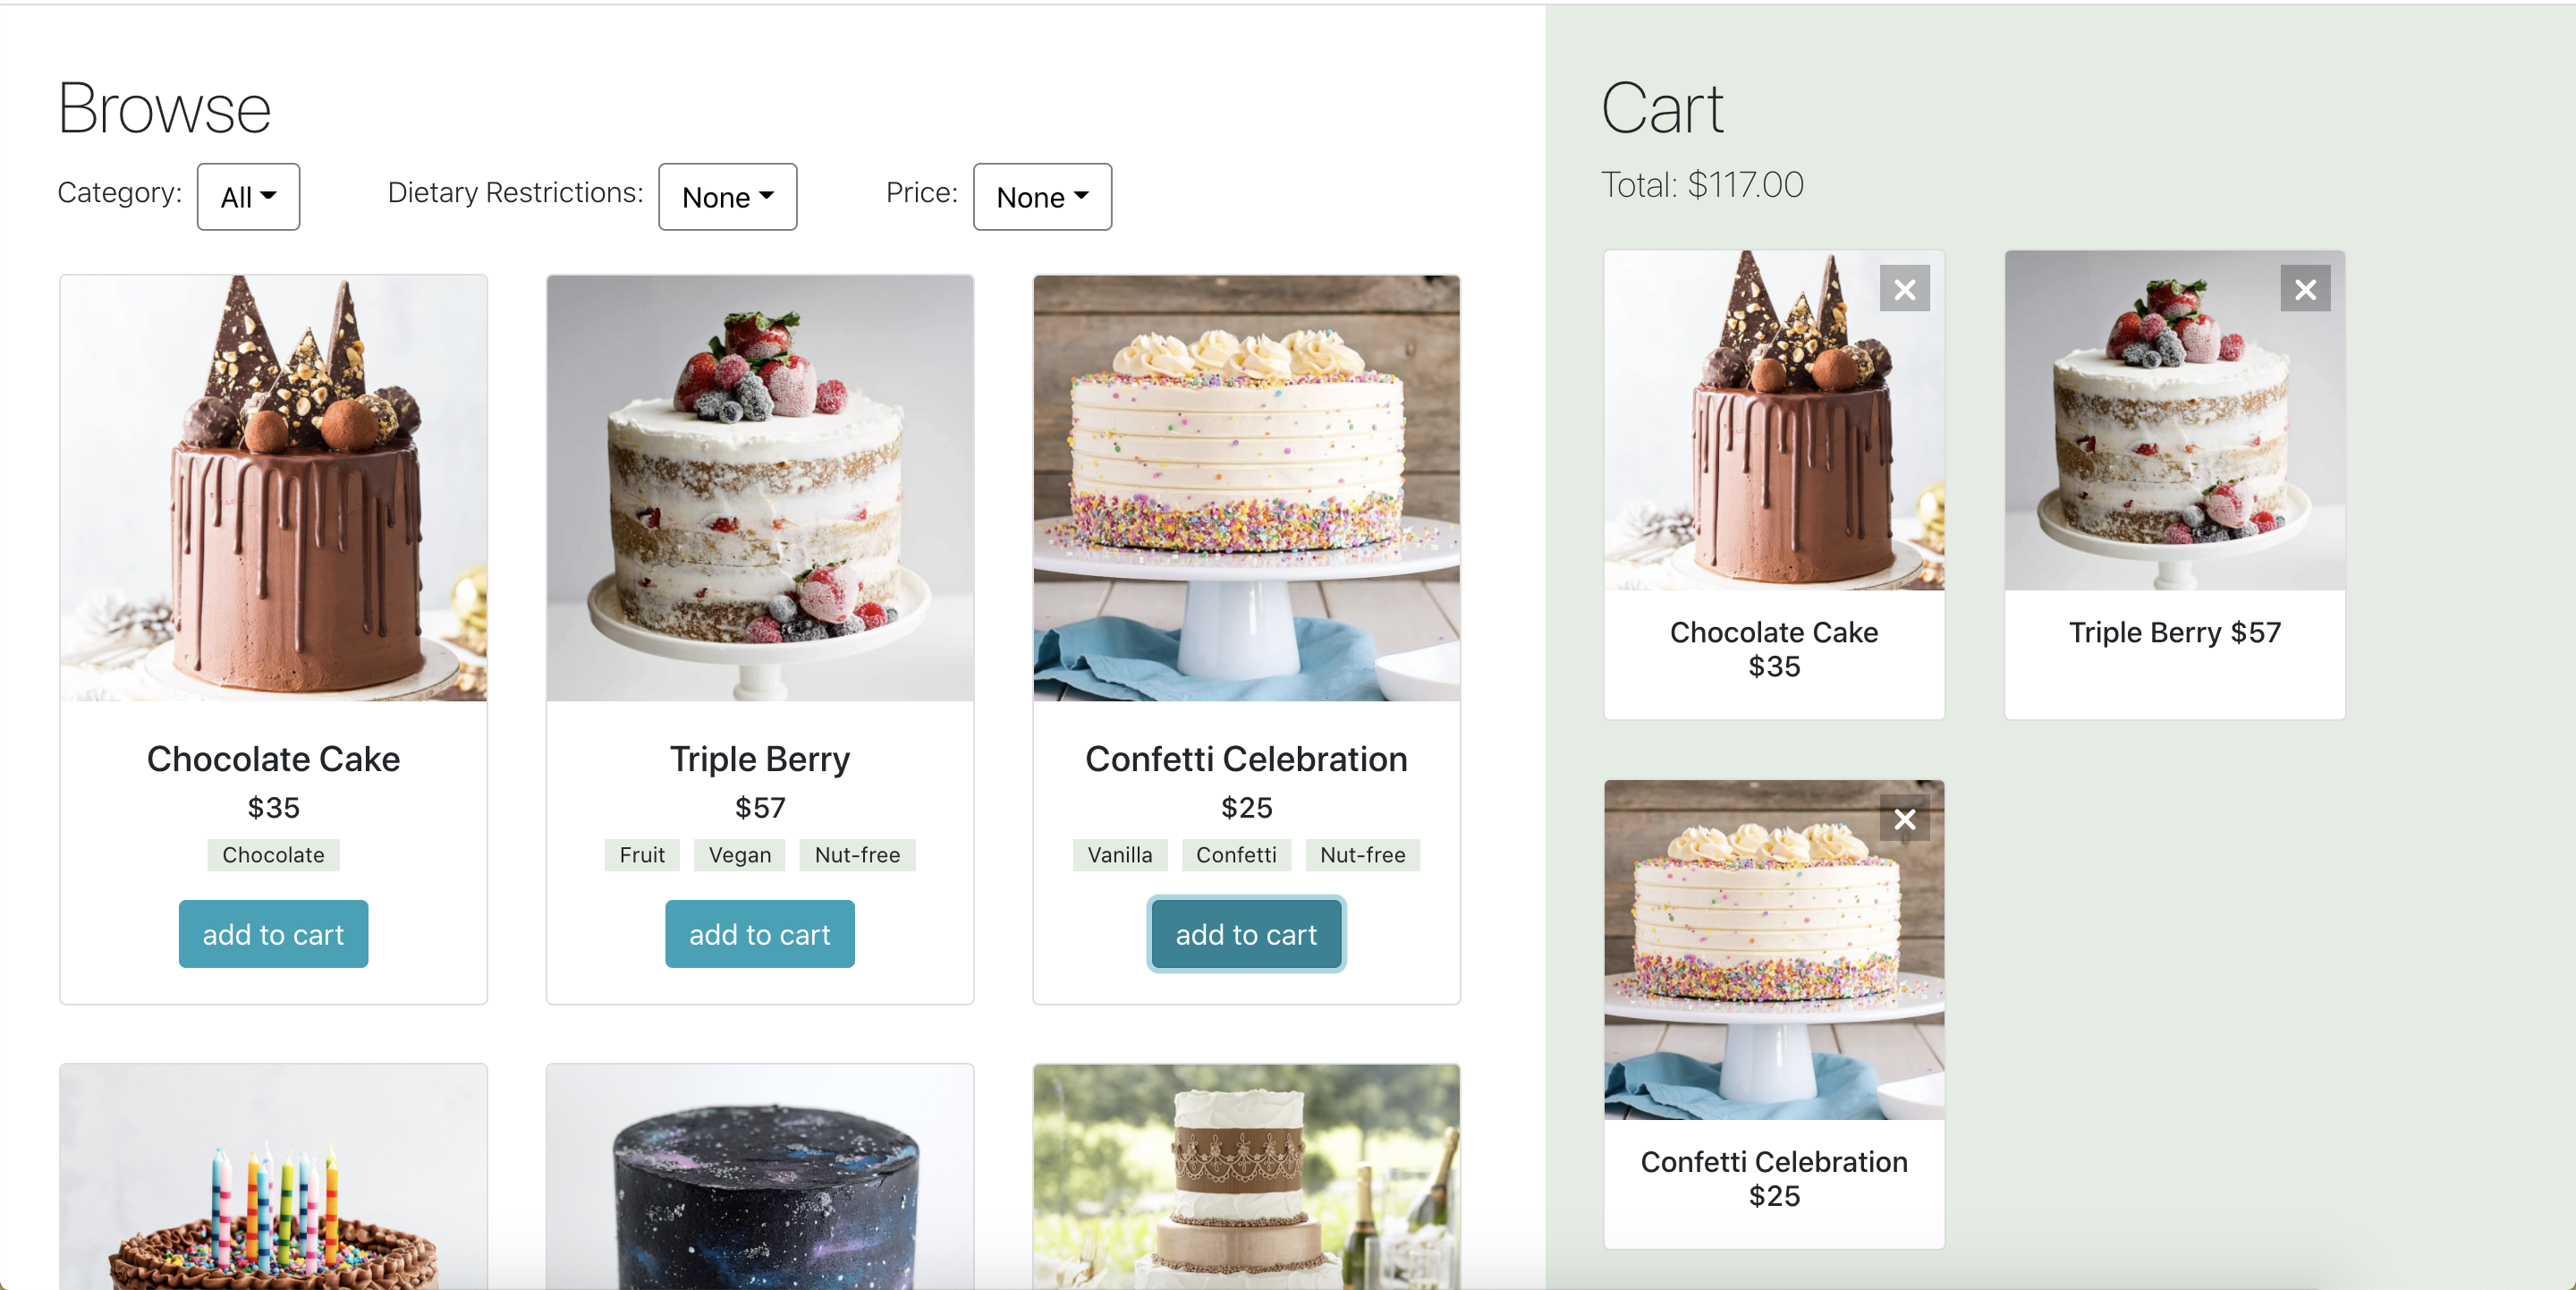 Browse
Category: All Dietary Restrictions: None Price: None
Chocolate Cake
$35
Chocolate
add to cart
Triple Berry
$57
Fruit Vegan Nut-free
add to cart
Confetti Celebration
$25
Vanilla Confetti Nut-free
add to cart
Cart
Total: $117.00
Chocolate Cake
$35
Triple Berry $57
Confetti Celebration
$25